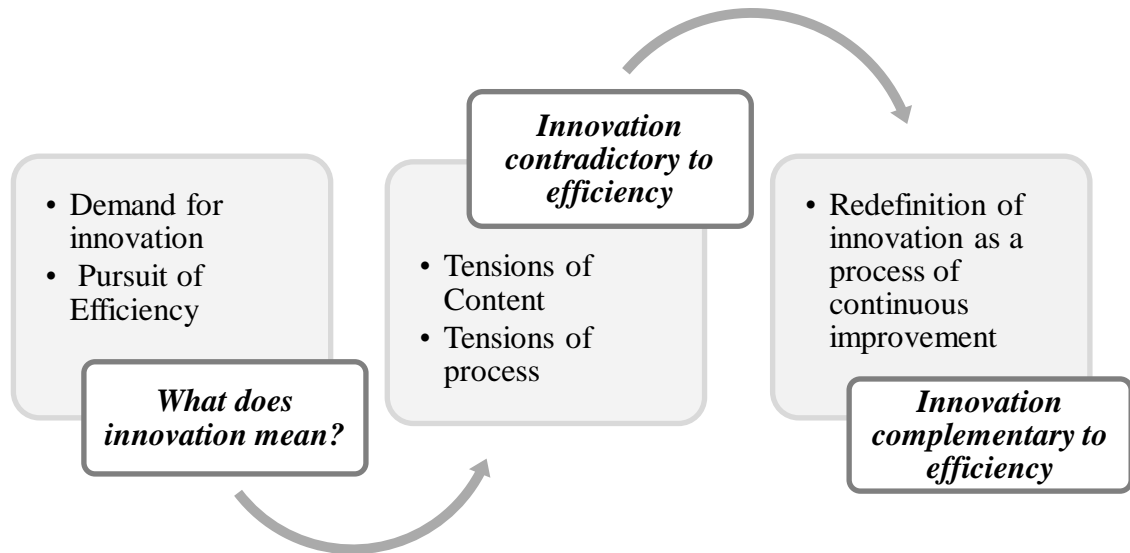 • Demand for
innovation
• Pursuit of
Efficiency
What does
innovation mean?
Innovation
contradictory to
efficiency
• Tensions of
Content
• Tensions of
process
• Redefinition of
innovation as a
process of
continuous
improvement
Innovation
complementary to
efficiency